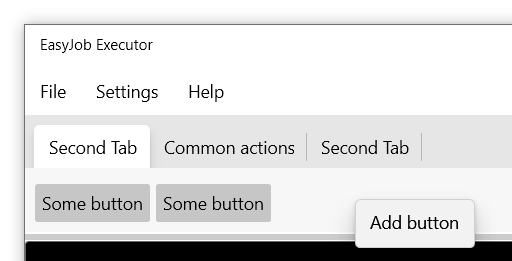 EasyJob Executor
File Settings Help
Second Tab Common actions Second Tab
Some button Some button
Add button